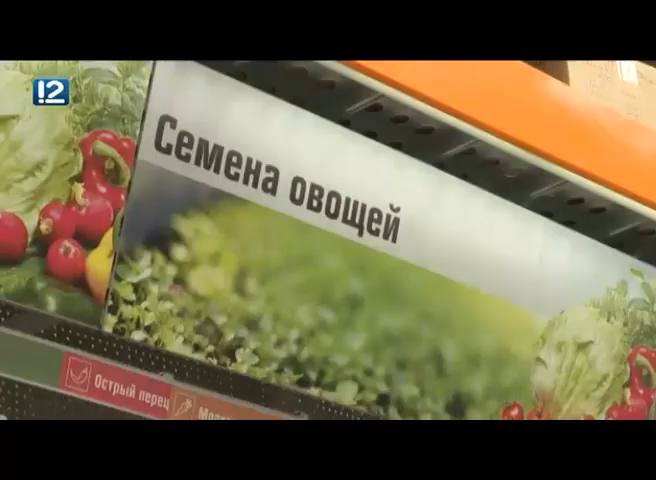 12
Семена овощей
Острый перец